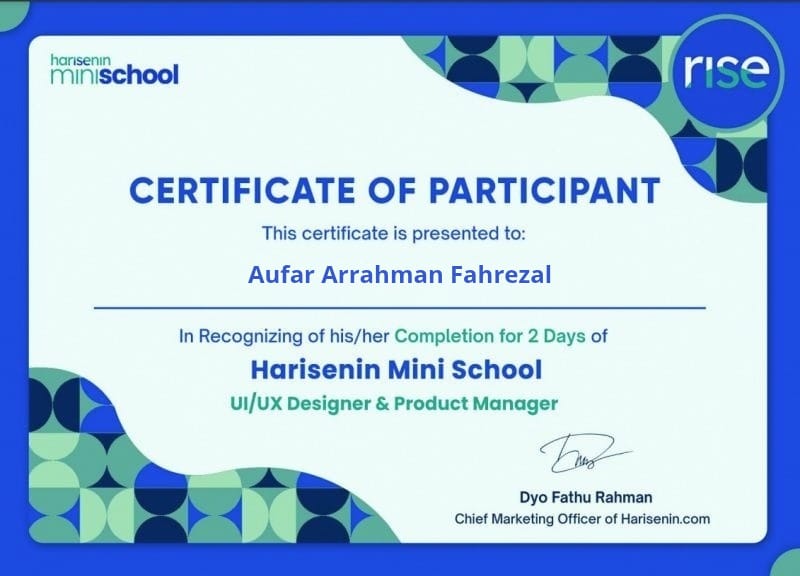 harisenin
minischool
rise
CERTIFICATE OF PARTICIPANT
This certificate is presented to:
Aufar Arrahman Fahrezal
In Recognizing of his/her Completion for 2 Days of
Harisenin Mini School
UI/UX Designer & Product Manager
Dyo Fathu Rahman
Chief Marketing Officer of Harisenin.com